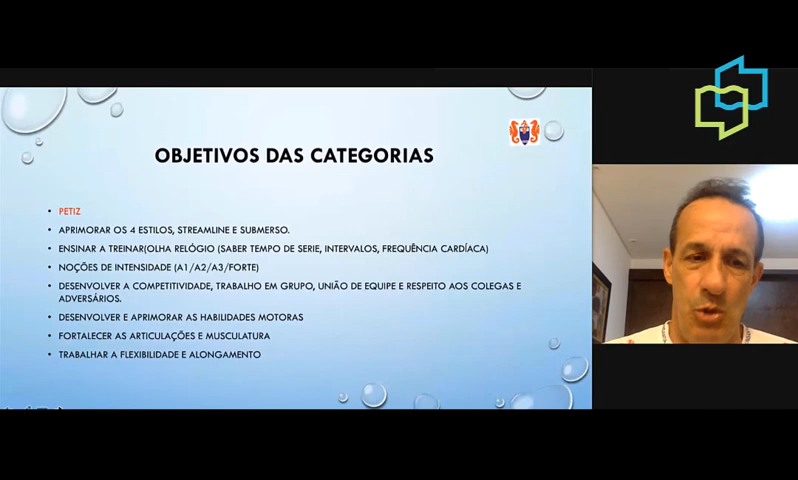 OBJETIVOS DAS CATEGORIAS
• PETIZ
• APRIMORAR OS 4 ESTILOS, STREAMLINE E SUBMERSO.
• ENSINAR A TREINAR(OLHA RELÓGIO (SABER TEMPO DE SERIE, INTERVALOS, FREQUÊNCIA CARDÍACA)
• NOÇÕES DE INTENSIDADE (A1/A2/A3/FORTE)
• DESENVOLVER A COMPETITIVIDADE, TRABALHO EM GRUPO, UNIÃO DE EQUIPE E RESPEITO AOS COLEGAS E
ADVERSÁRIOS.
• DESENVOLVER E APRIMORAR AS HABILIDADES MOTORAS
• FORTALECER AS ARTICULAÇÕES E MUSCULATURA
• TRABALHAR A FLEXIBILIDADE E ALONGAMENTO